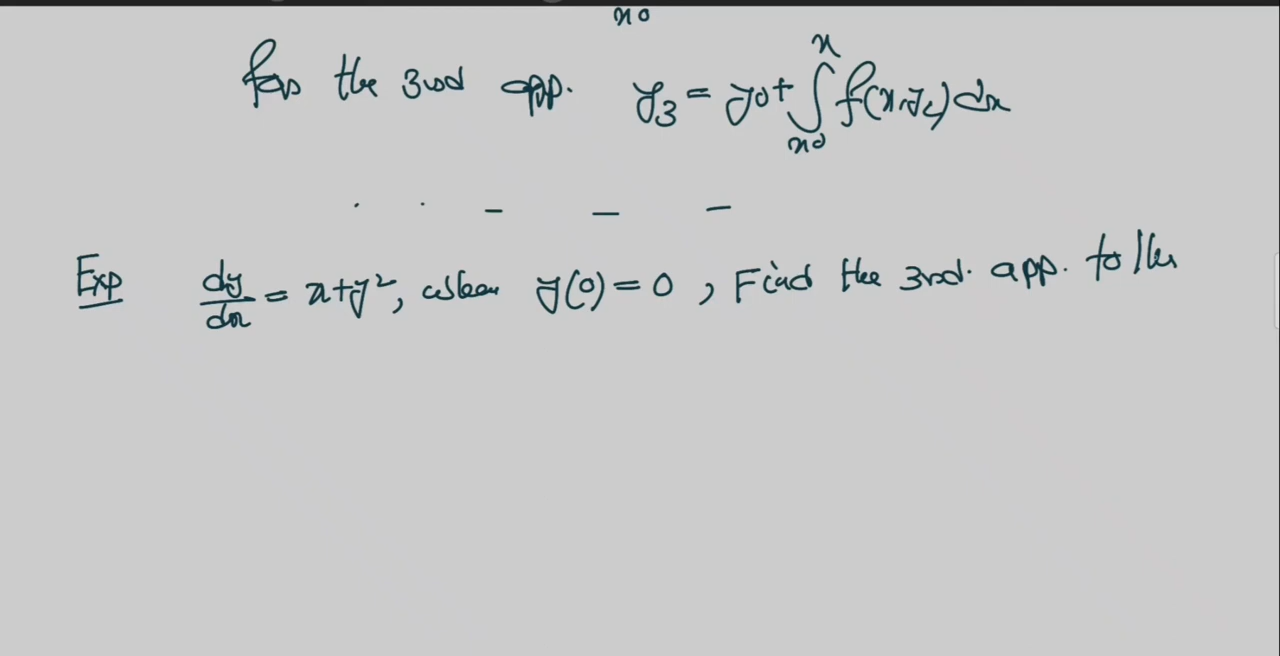 x0
for the 3rd app. y3 = y0+ ∫x0^x f(x,y2) dx
. . – – –
Exp dy/dx = x+y², when y(0)=0, Find the 3rd. app. to the